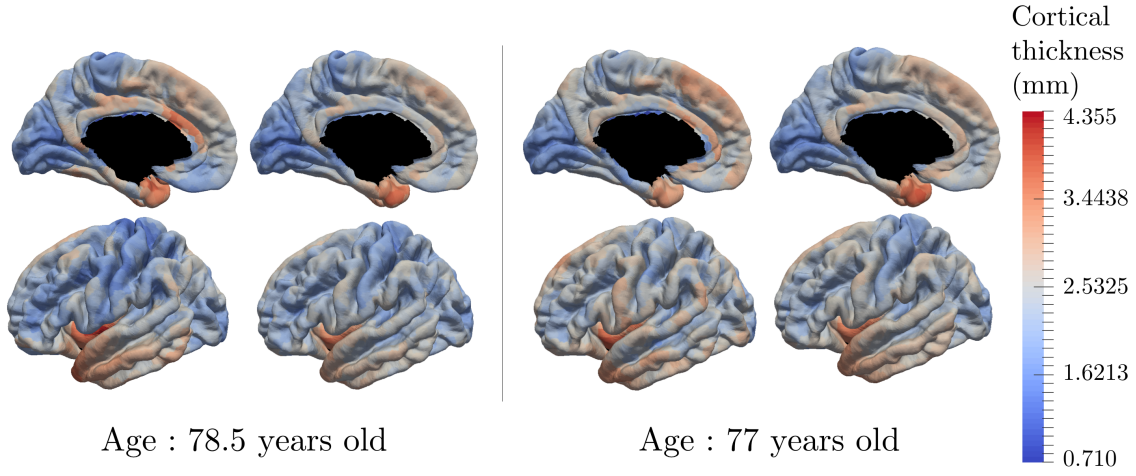 Cortical
thickness
(mm)
4.355
3.4438
2.5325
1.6213
0.710
Age : 78.5 years old
Age : 77 years old